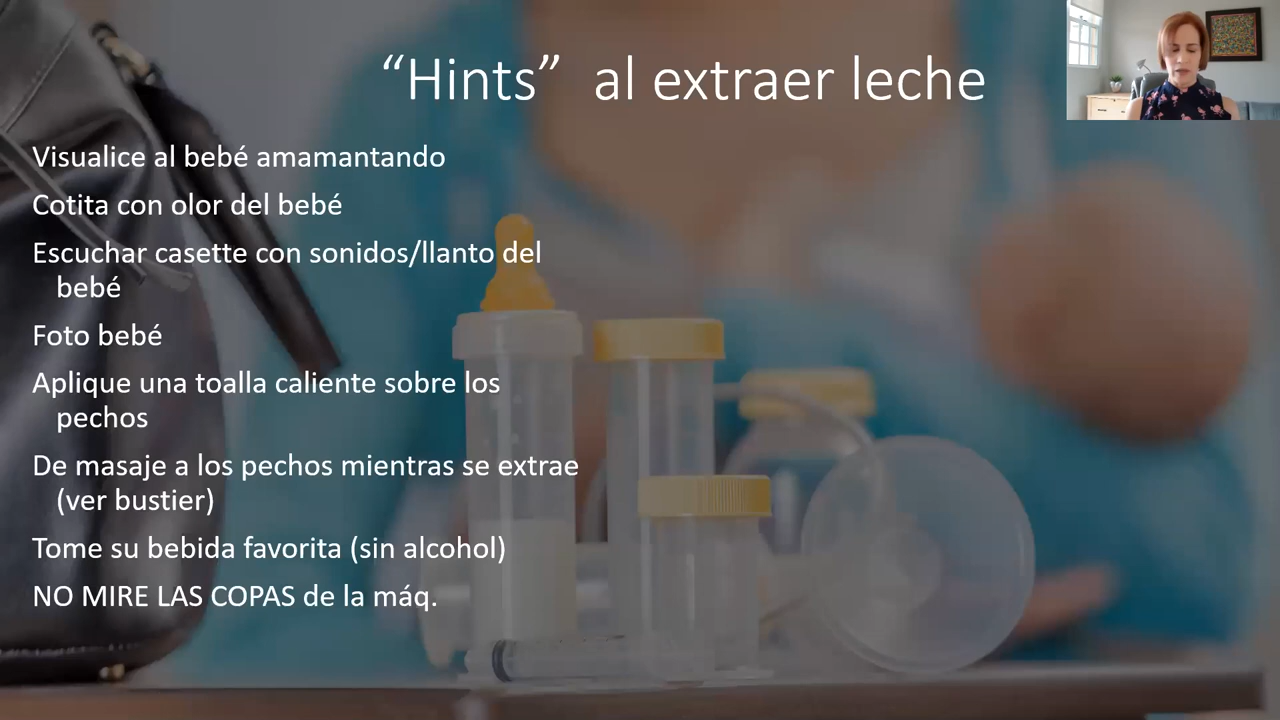 “Hints” al extraer leche
Visualice al bebé amamantando
Cotita con olor del bebé
Escuchar casette con sonidos/llanto del
bebé
Foto bebé
Aplique una toalla caliente sobre los
pechos
De masaje a los pechos mientras se extrae
(ver bustier)
Tome su bebida favorita (sin alcohol)
NO MIRE LAS COPAS de la máq.